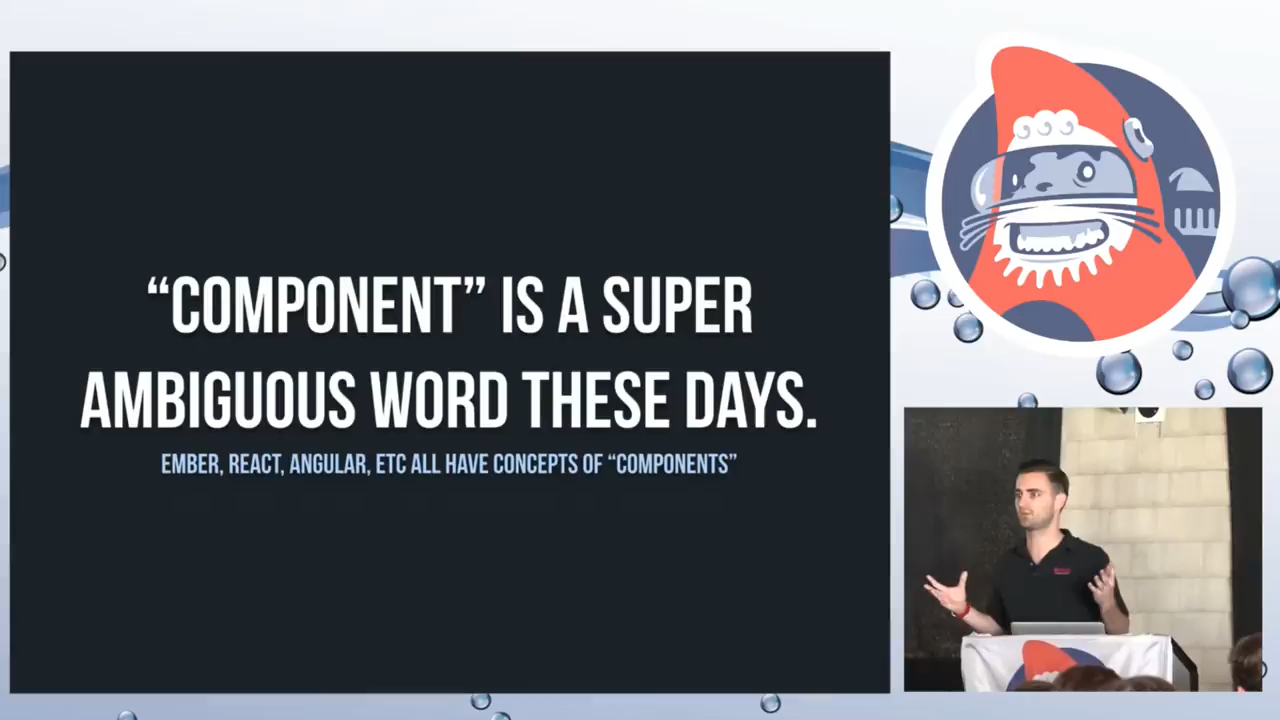 “COMPONENT” IS A SUPER
AMBIGUOUS WORD THESE DAYS.
EMBER, REACT, ANGULAR, ETC ALL HAVE CONCEPTS OF “COMPONENTS”